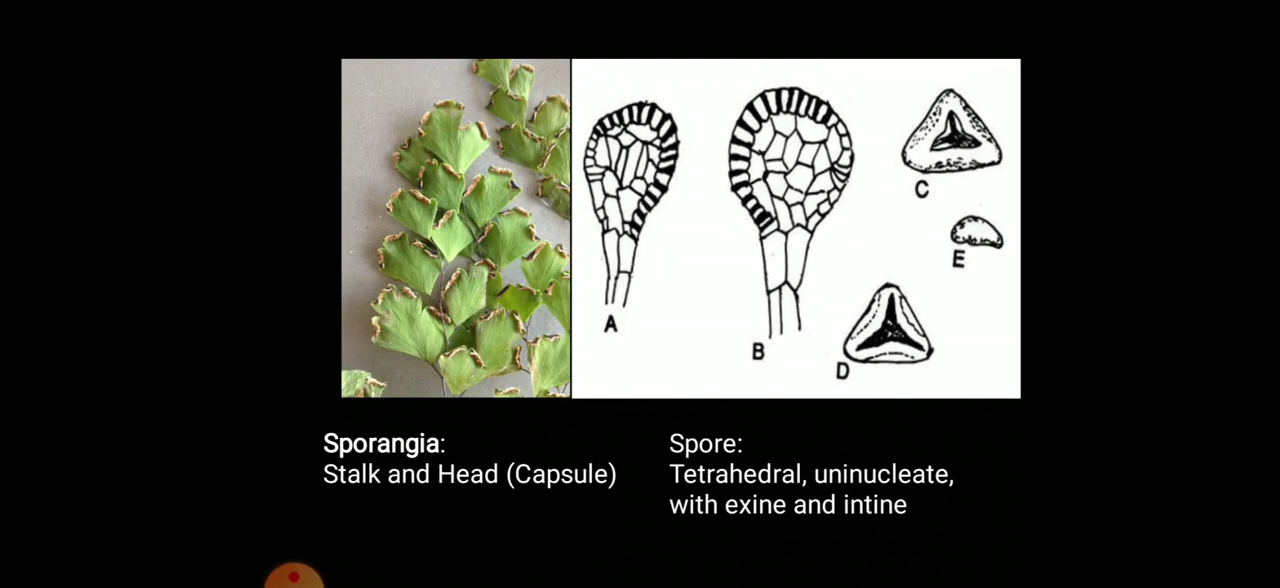 C
E
A
B
D
Sporangia:
Stalk and Head (Capsule)
Spore:
Tetrahedral, uninucleate,
with exine and intine